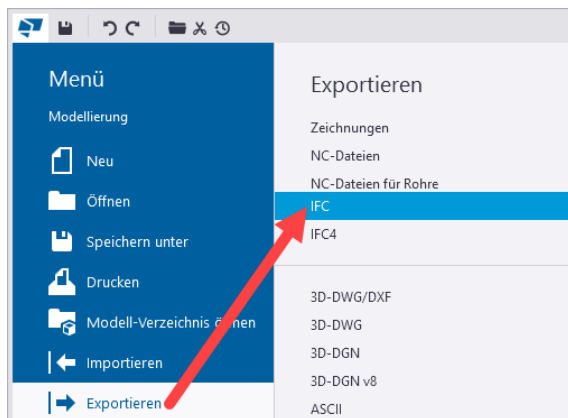 Menü
Modellierung
Neu
Öffnen
Speichern unter
Drucken
Modell-Verzeichnis öffnen
Importieren
Exportieren
Exportieren
Zeichnungen
NC-Dateien
NC-Dateien für Rohre
IFC
IFC4
3D-DWG/DXF
3D-DWG
3D-DGN
3D-DGN v8
ASCII